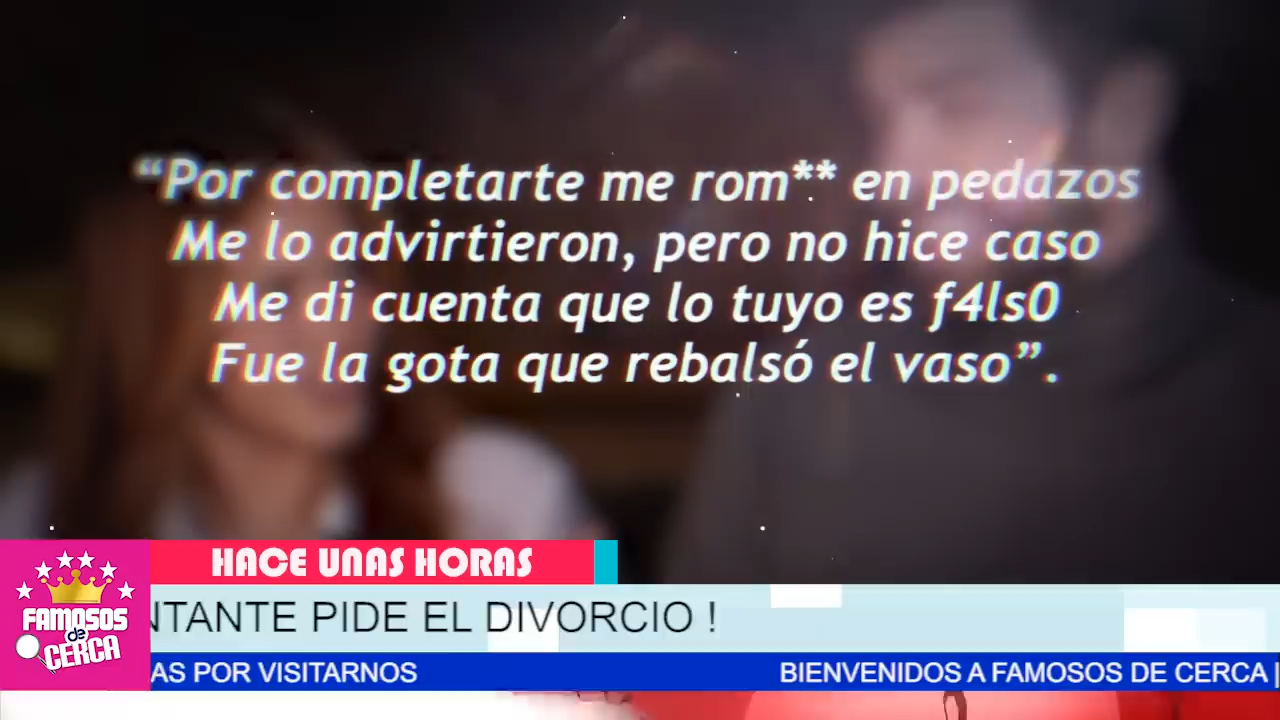 “Por completarte me rom** en pedazos
Me lo advirtieron, pero no hice caso
Me di cuenta que lo tuyo es f4ls0
Fue la gota que rebalsó el vaso”.
HACE UNAS HORAS
FAMOSOS
de
CERCA
NTANTE PIDE EL DIVORCIO !
AS POR VISITARNOS
BIENVENIDOS A FAMOSOS DE CERCA |